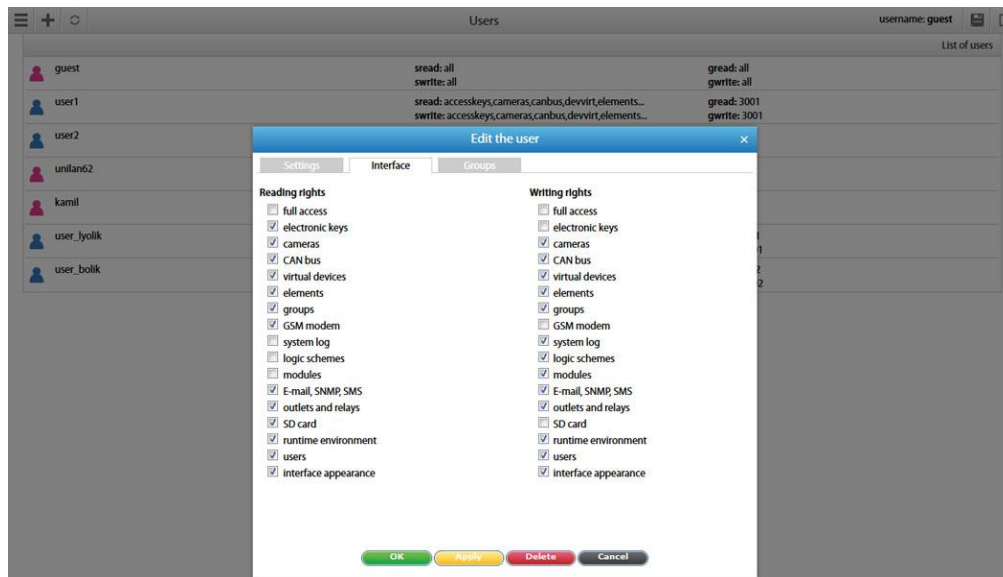 Users
username: guest
List of users
guest
sread: all
gread: all
swrite: all
gwrite: all
user1
sread: accesskeys,cameras,canbus,devvirt,elements...
gread: 3001
swrite: accesskeys,cameras,canbus,devvirt,elements...
gwrite: 3001
user2
unilan62
kamil
user_lyolik
1
01
user_bolik
2
02
Edit the user
Settings
Interface
Groups
Reading rights
Writing rights
full access
full access
electronic keys
electronic keys
cameras
cameras
CAN bus
CAN bus
virtual devices
virtual devices
elements
elements
groups
groups
GSM modem
GSM modem
system log
system log
logic schemes
logic schemes
modules
modules
E-mail, SNMP, SMS
E-mail, SNMP, SMS
outlets and relays
outlets and relays
SD card
SD card
runtime environment
runtime environment
users
users
interface appearance
interface appearance
OK
Apply
Delete
Cancel